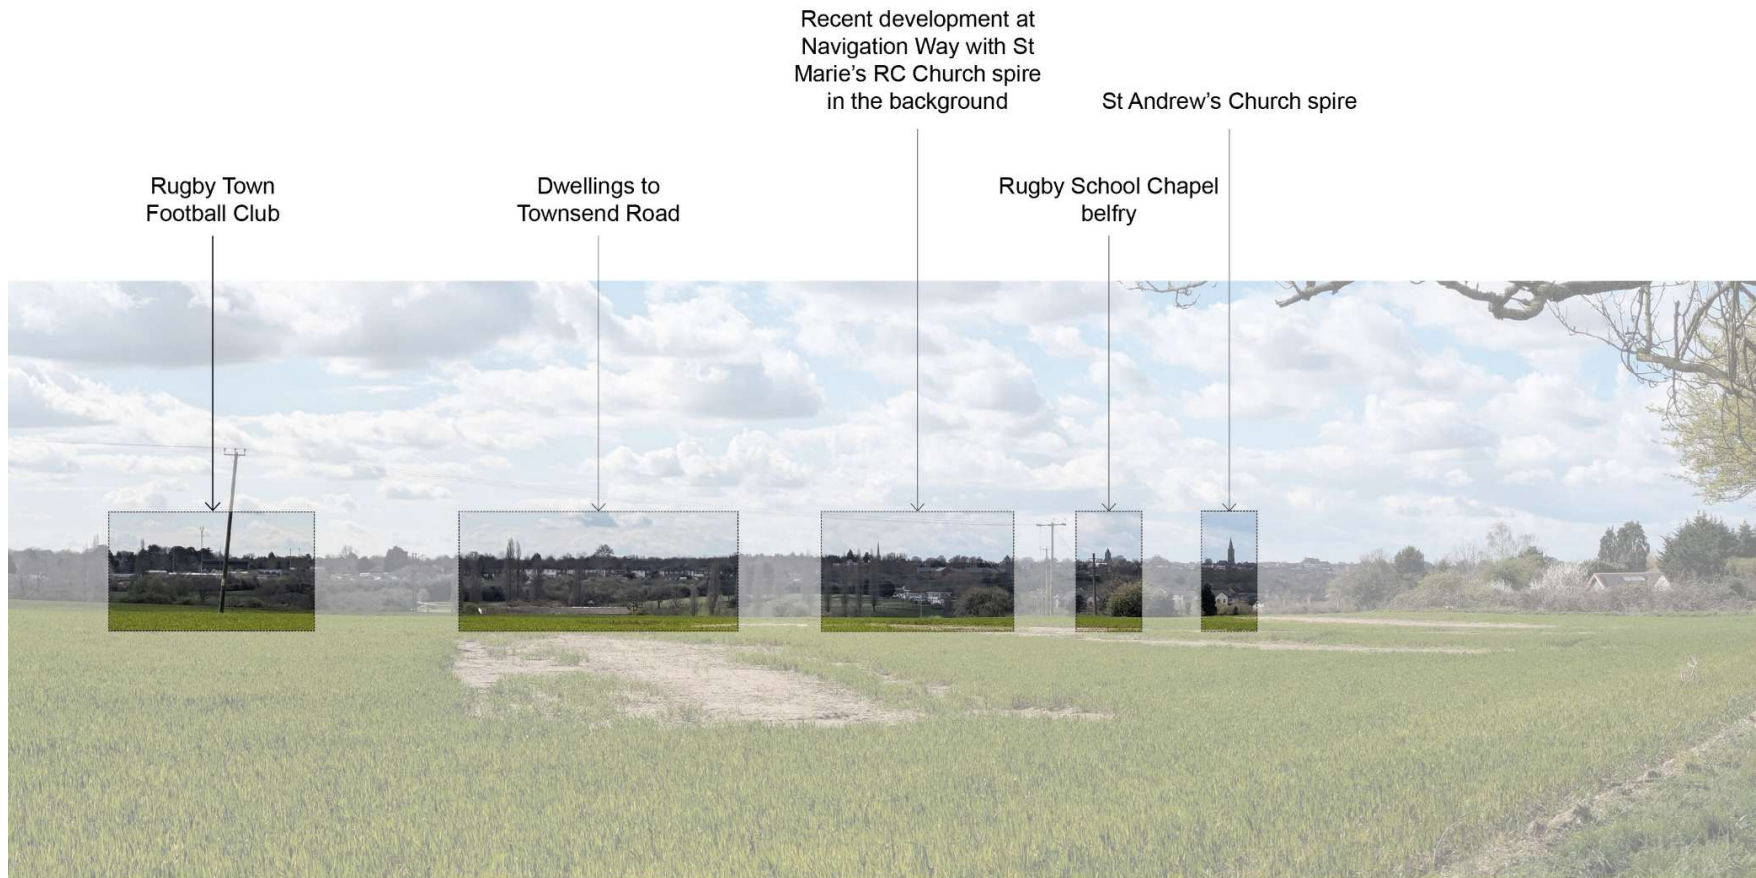 Recent development at
Navigation Way with St
Marie's RC Church spire
in the background
St Andrew's Church spire
Rugby Town
Football Club
Dwellings to
Townsend Road
Rugby School Chapel
belfry